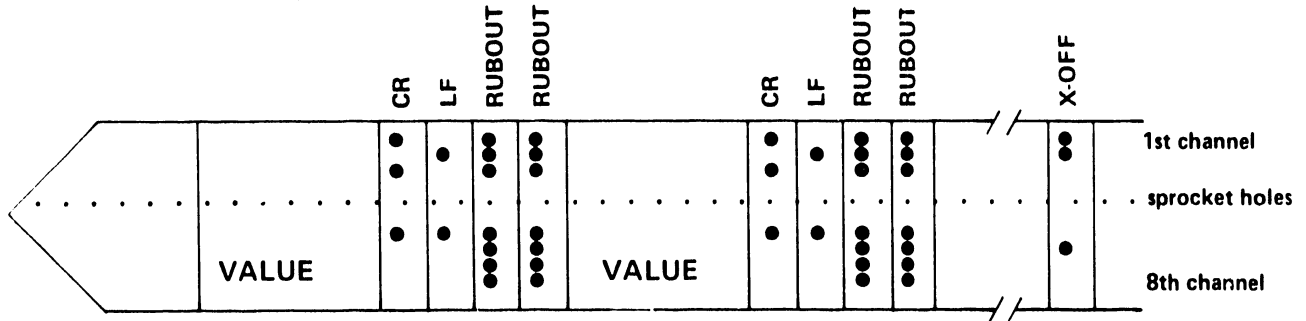 CR LF RUBOUT RUBOUT CR LF RUBOUT RUBOUT X-OFF
1st channel
sprocket holes
VALUE VALUE
8th channel